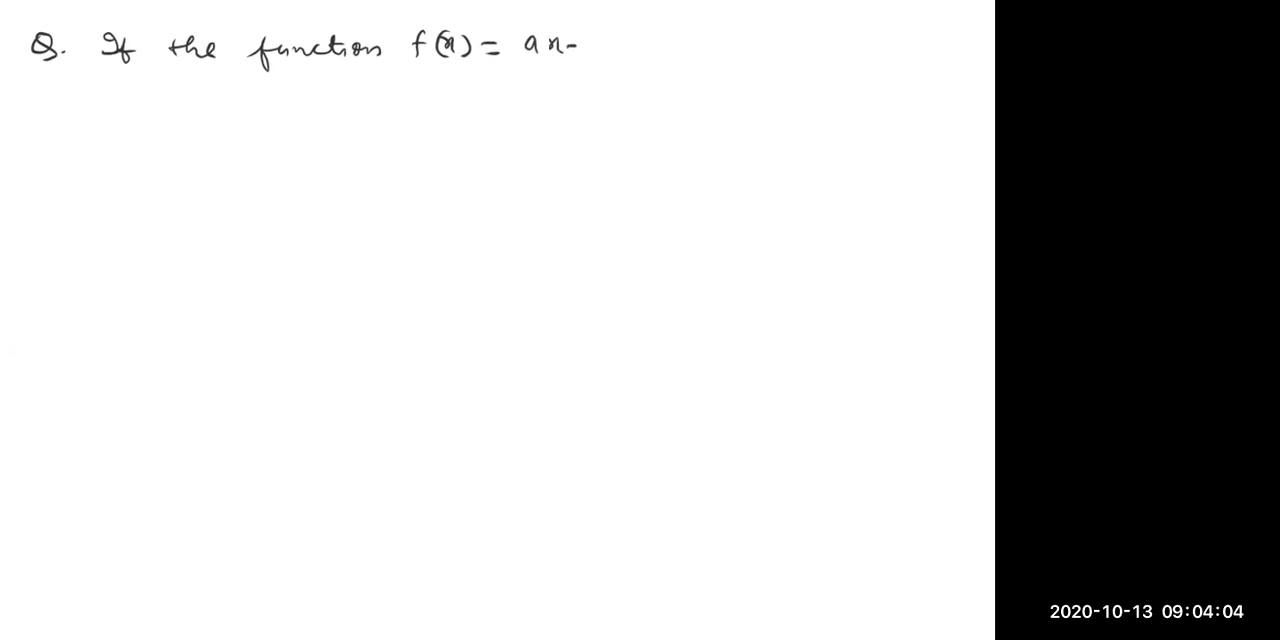 Q. If the function f(x) = ax-
2020-10-13 09:04:04